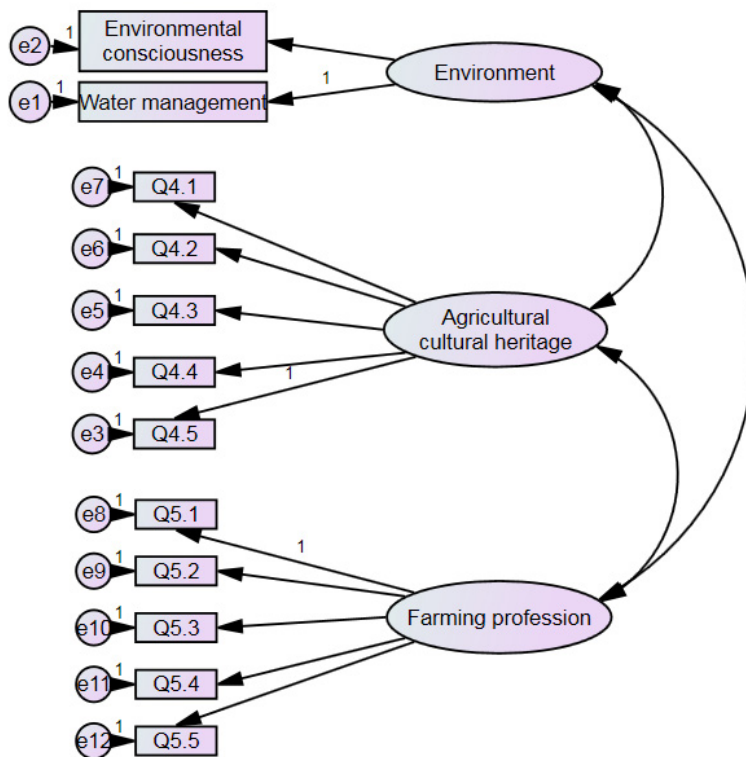 Environmental
consciousness
e2
1
Environment
Water management
e1
1
1
e7
1
Q4.1
e6
1
Q4.2
e5
1
Q4.3
e4
1
Q4.4
e3
1
Q4.5
1
Agricultural
cultural heritage
e8
1
Q5.1
1
e9
1
Q5.2
e10
1
Q5.3
e11
1
Q5.4
e12
1
Q5.5
Farming profession